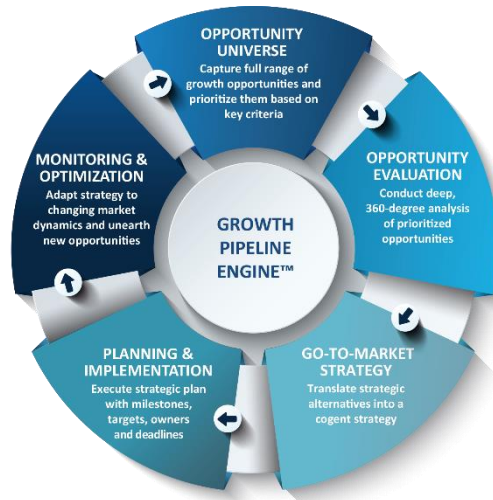 OPPORTUNITY
UNIVERSE
Capture full range of
growth opportunities and
prioritize them based on
key criteria
OPPORTUNITY
EVALUATION
Conduct deep,
360-degree analysis
of prioritized
opportunities
GO-TO-MARKET
STRATEGY
Translate strategic
alternatives into a
cogent strategy
PLANNING &
IMPLEMENTATION
Execute strategic plan
with milestones,
targets, owners
and deadlines
MONITORING &
OPTIMIZATION
Adapt strategy to
changing market
dynamics and unearth
new opportunities
GROWTH
PIPELINE
ENGINE™